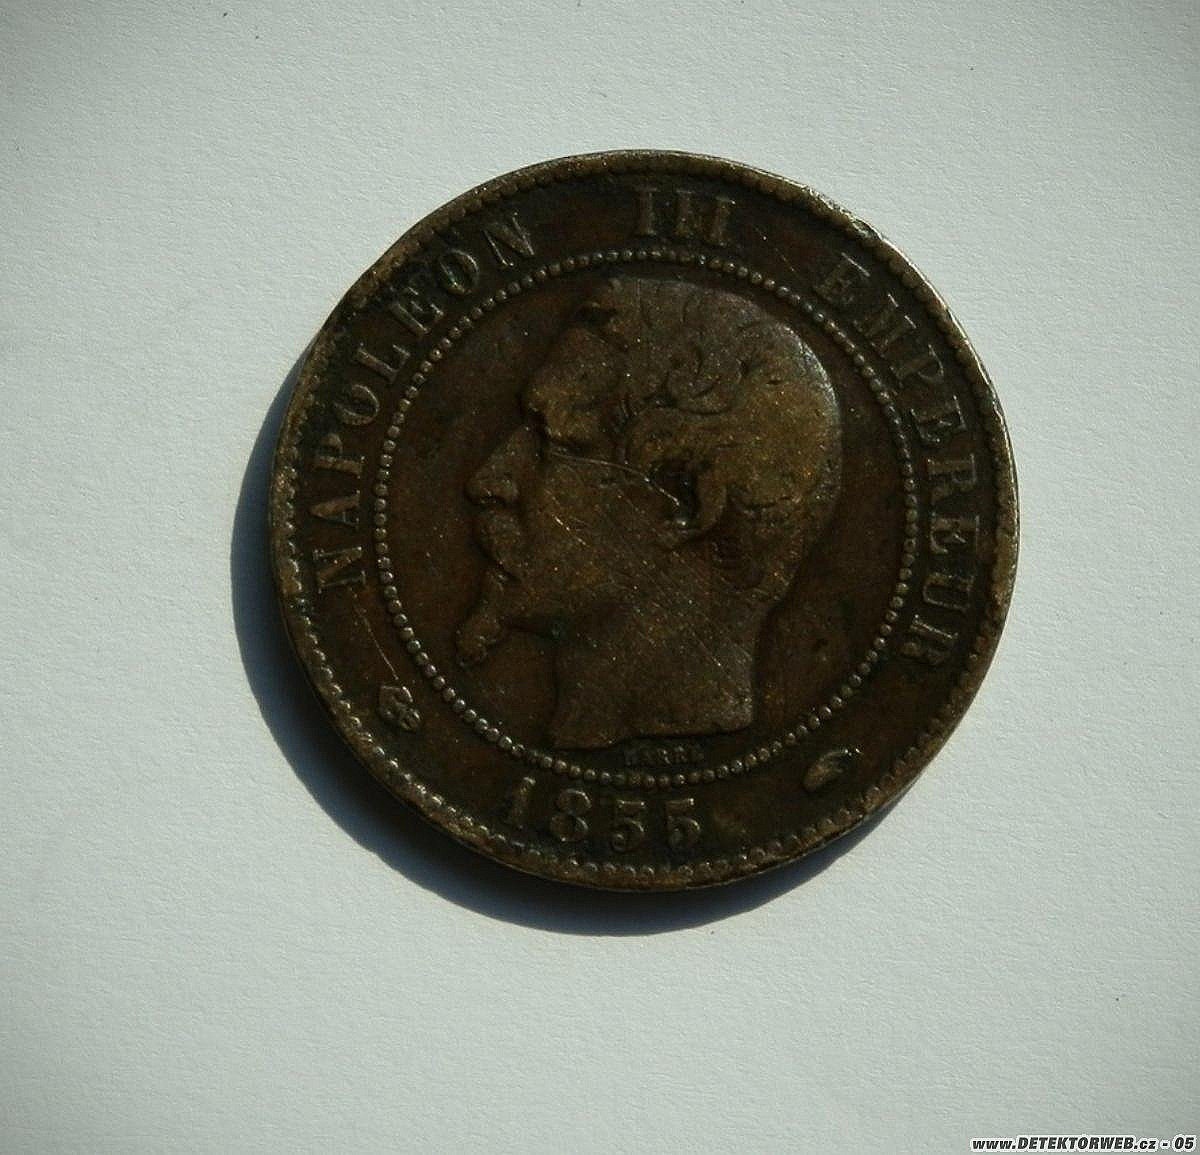 NAPOLEON III EMPEREUR
BARRE
1855
www.DETEKTORWEB.cz - 05